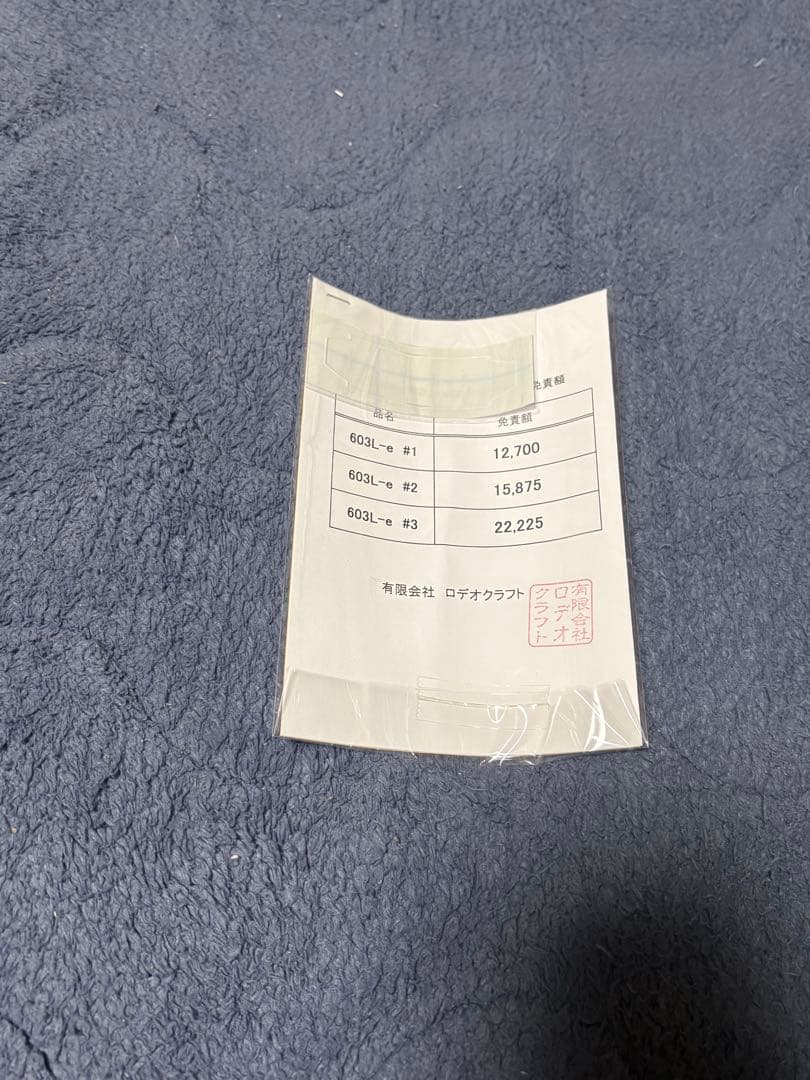 免責額
品名 免責額
603L-e #1 12,700
603L-e #2 15,875
603L-e #3 22,225
有限会社 ロデオクラフト
有限会社
ロデオ
クラフト